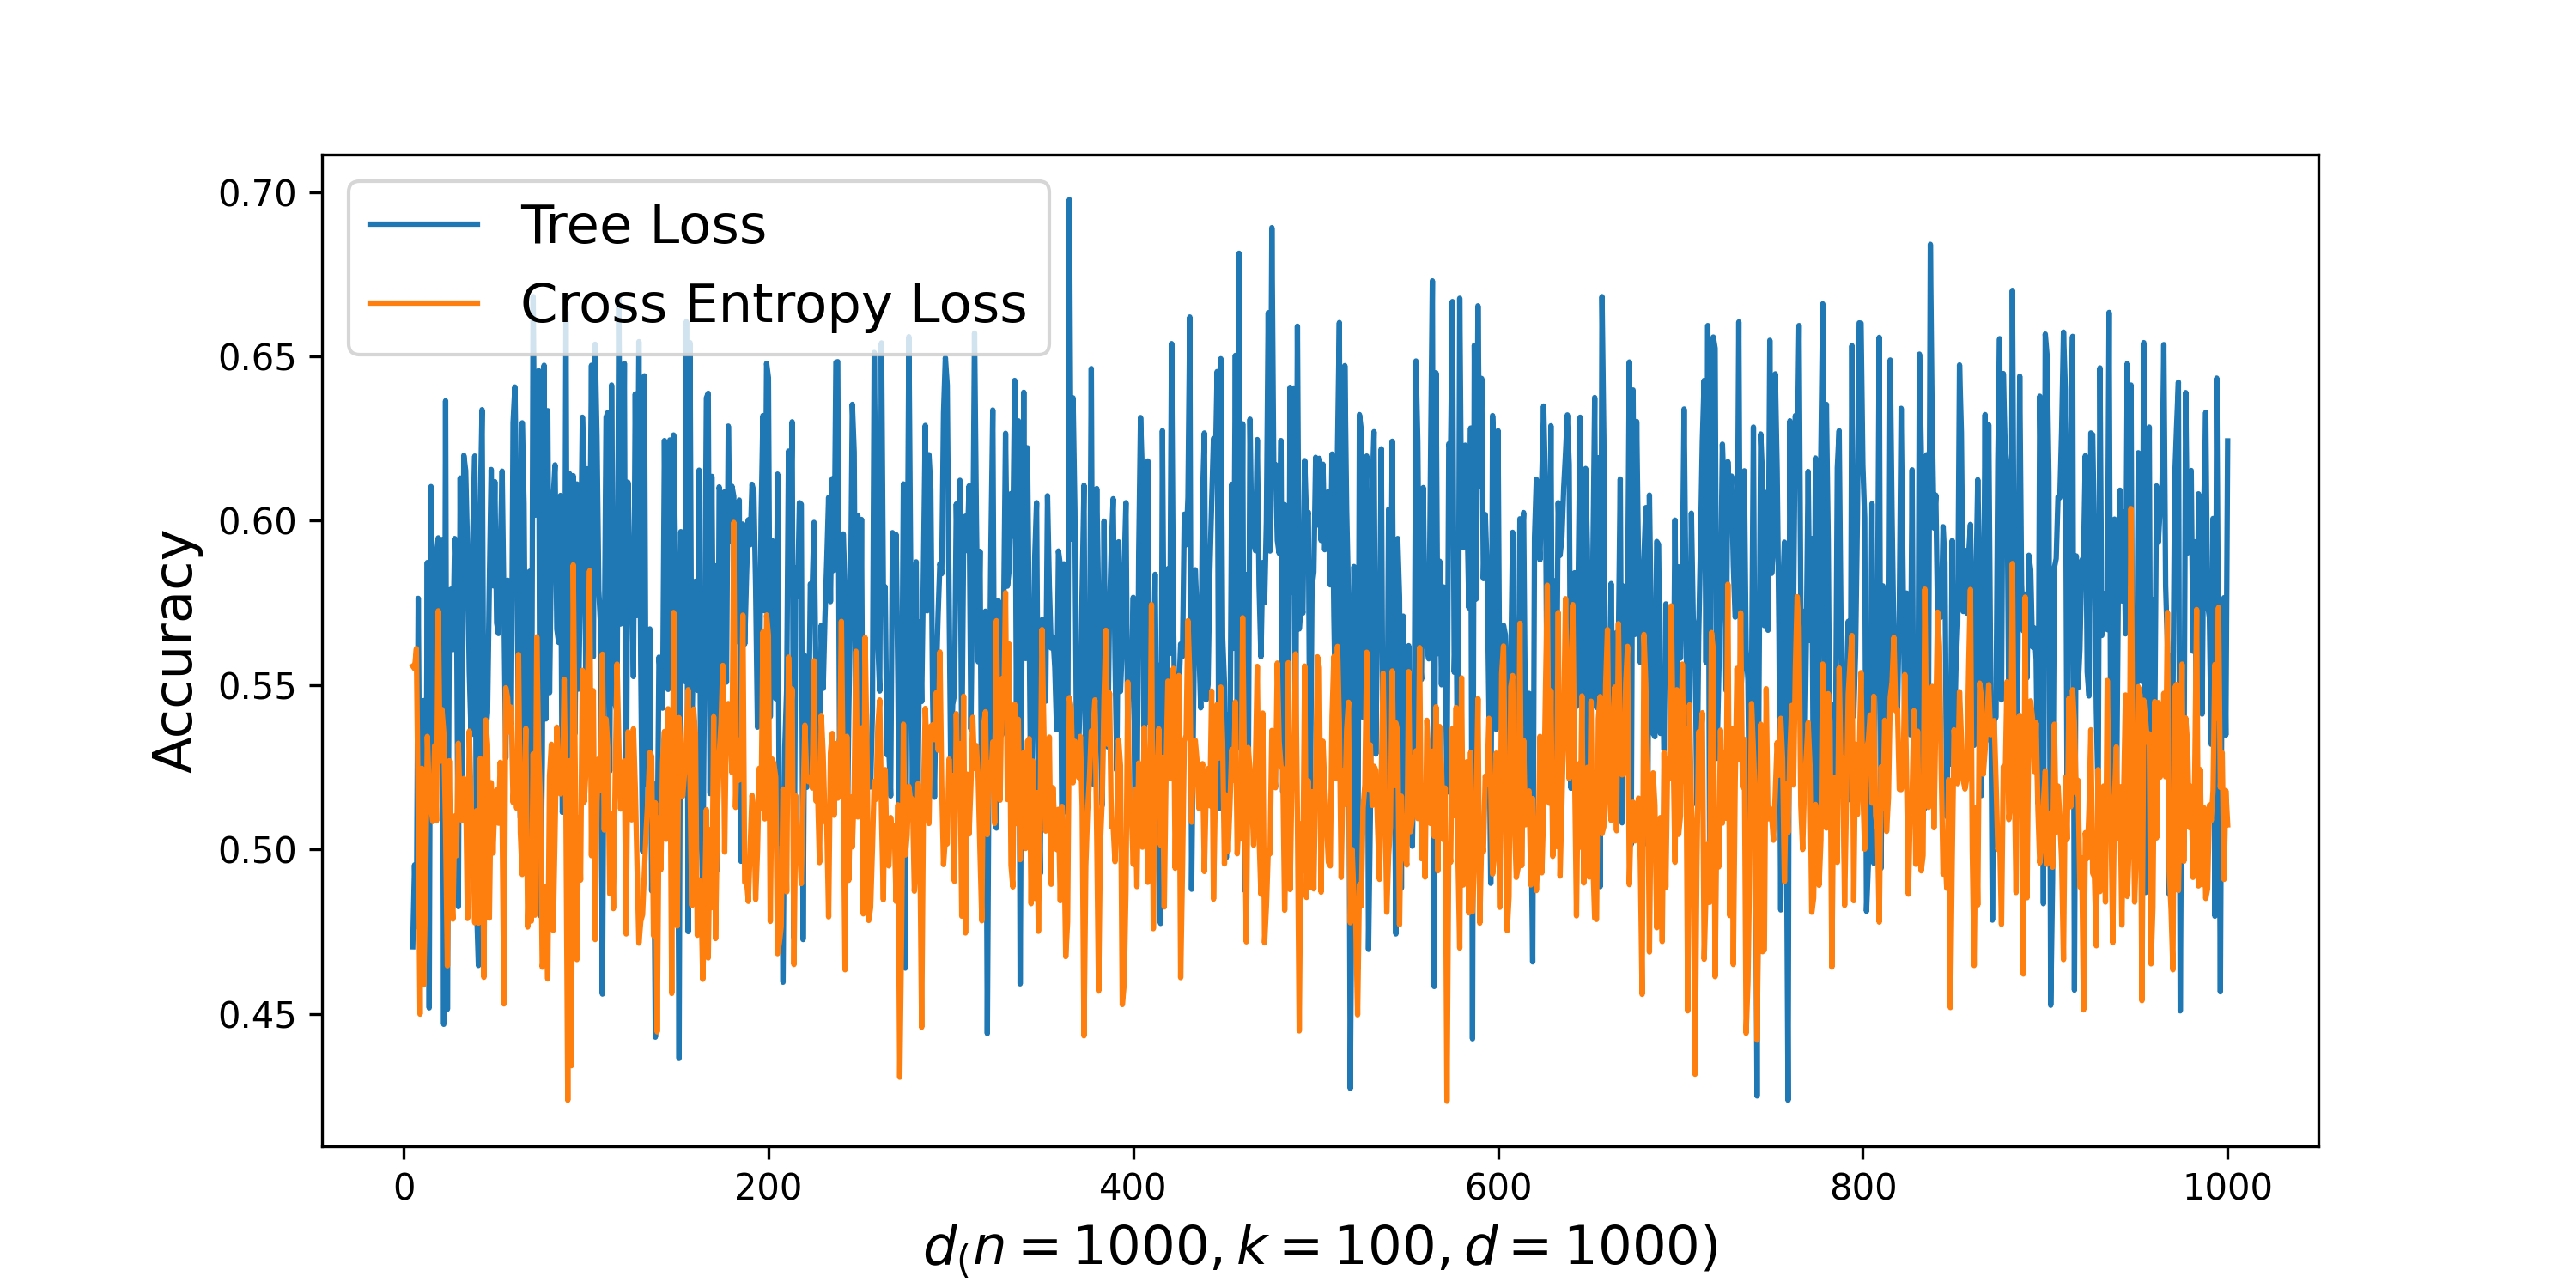 Tree Loss
Cross Entropy Loss
0.70
0.65
0.60
0.55
0.50
0.45
Accuracy
0 200 400 600 800 1000
d(n = 1000, k = 100, d = 1000)